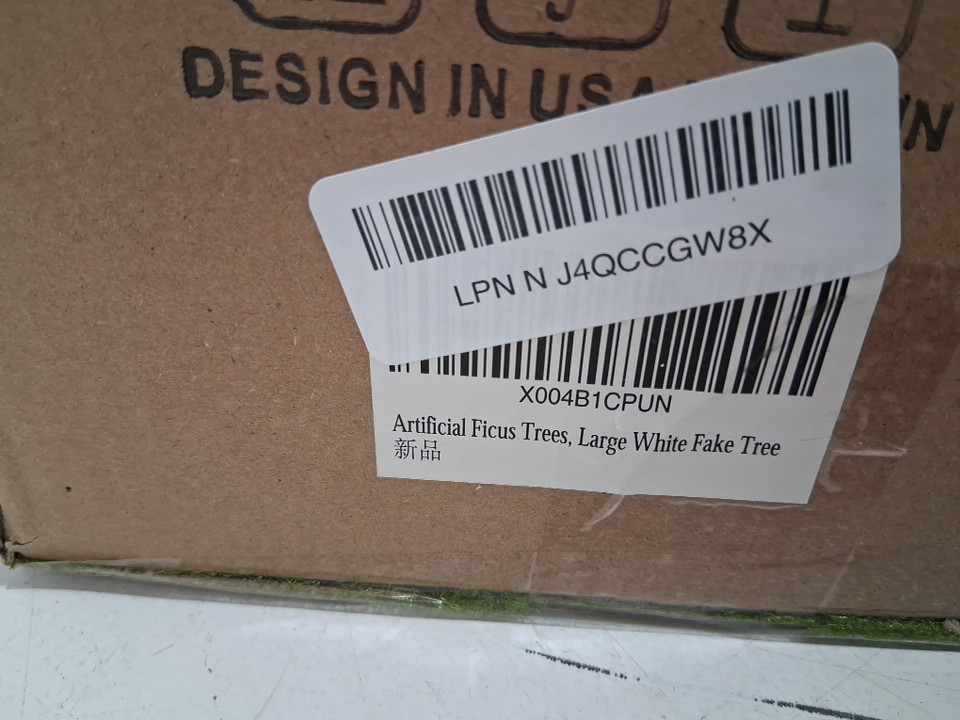 DESIGN IN USA
LPN N J4QCCGW8X
X004B1CPUN
Artificial Ficus Trees, Large White Fake Tree
新品